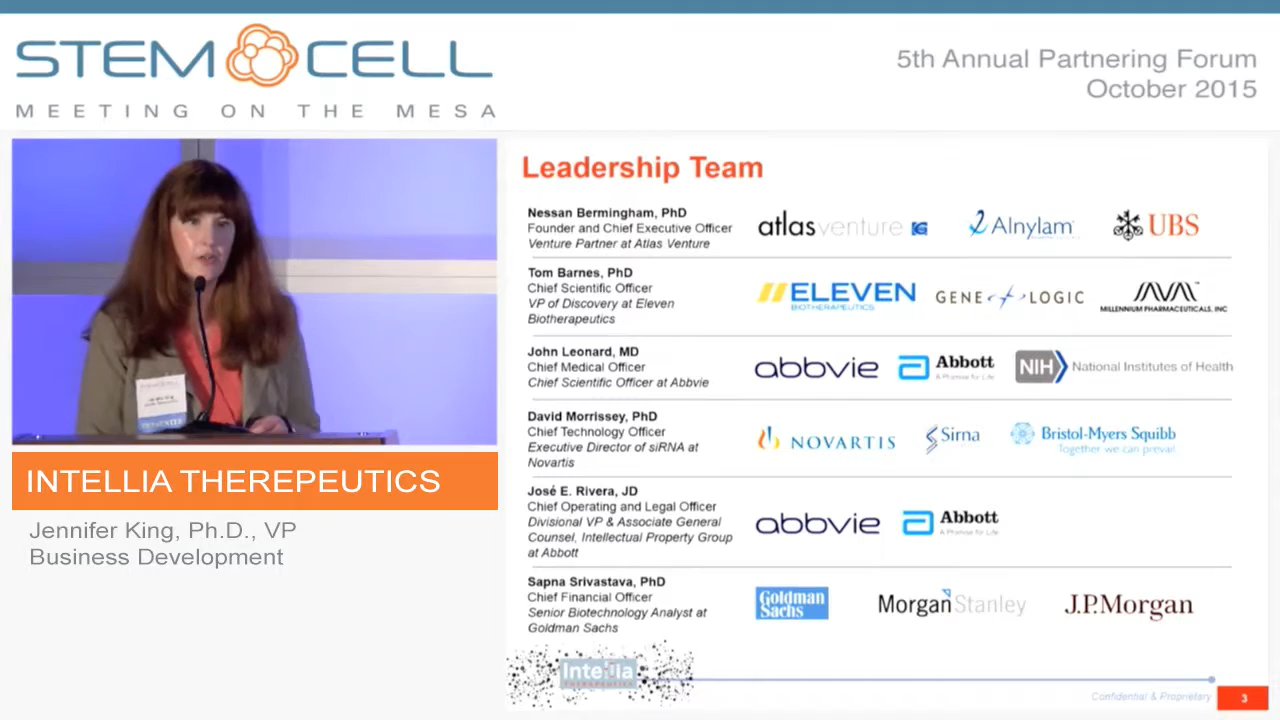 STEM CELL
MEETING ON THE MESA
5th Annual Partnering Forum
October 2015
INTELLIA THEREPEUTICS
Jennifer King, Ph.D., VP
Business Development
Leadership Team
Nessan Bermingham, PhD
Founder and Chief Executive Officer
Venture Partner at Atlas Venture
atlasventure
Alnylam
UBS
Tom Barnes, PhD
Chief Scientific Officer
VP of Discovery at Eleven
Biotherapeutics
ELEVEN
BIOTHERAPEUTICS
GENE LOGIC
MILLENNIUM PHARMACEUTICALS, INC
John Leonard, MD
Chief Medical Officer
Chief Scientific Officer at Abbvie
abbvie
Abbott
A Promise for Life
NIH National Institutes of Health
David Morrissey, PhD
Chief Technology Officer
Executive Director of siRNA at
Novartis
NOVARTIS
Sirna
Bristol-Myers Squibb
Together we can prevail
José E. Rivera, JD
Chief Operating and Legal Officer
Divisional VP & Associate General
Counsel, Intellectual Property Group
at Abbott
abbvie
Abbott
A Promise for Life
Sapna Srivastava, PhD
Chief Financial Officer
Senior Biotechnology Analyst at
Goldman Sachs
Goldman
Sachs
MorganStanley
J.P.Morgan
Intellia
THERAPEUTICS
Confidential & Proprietary
3